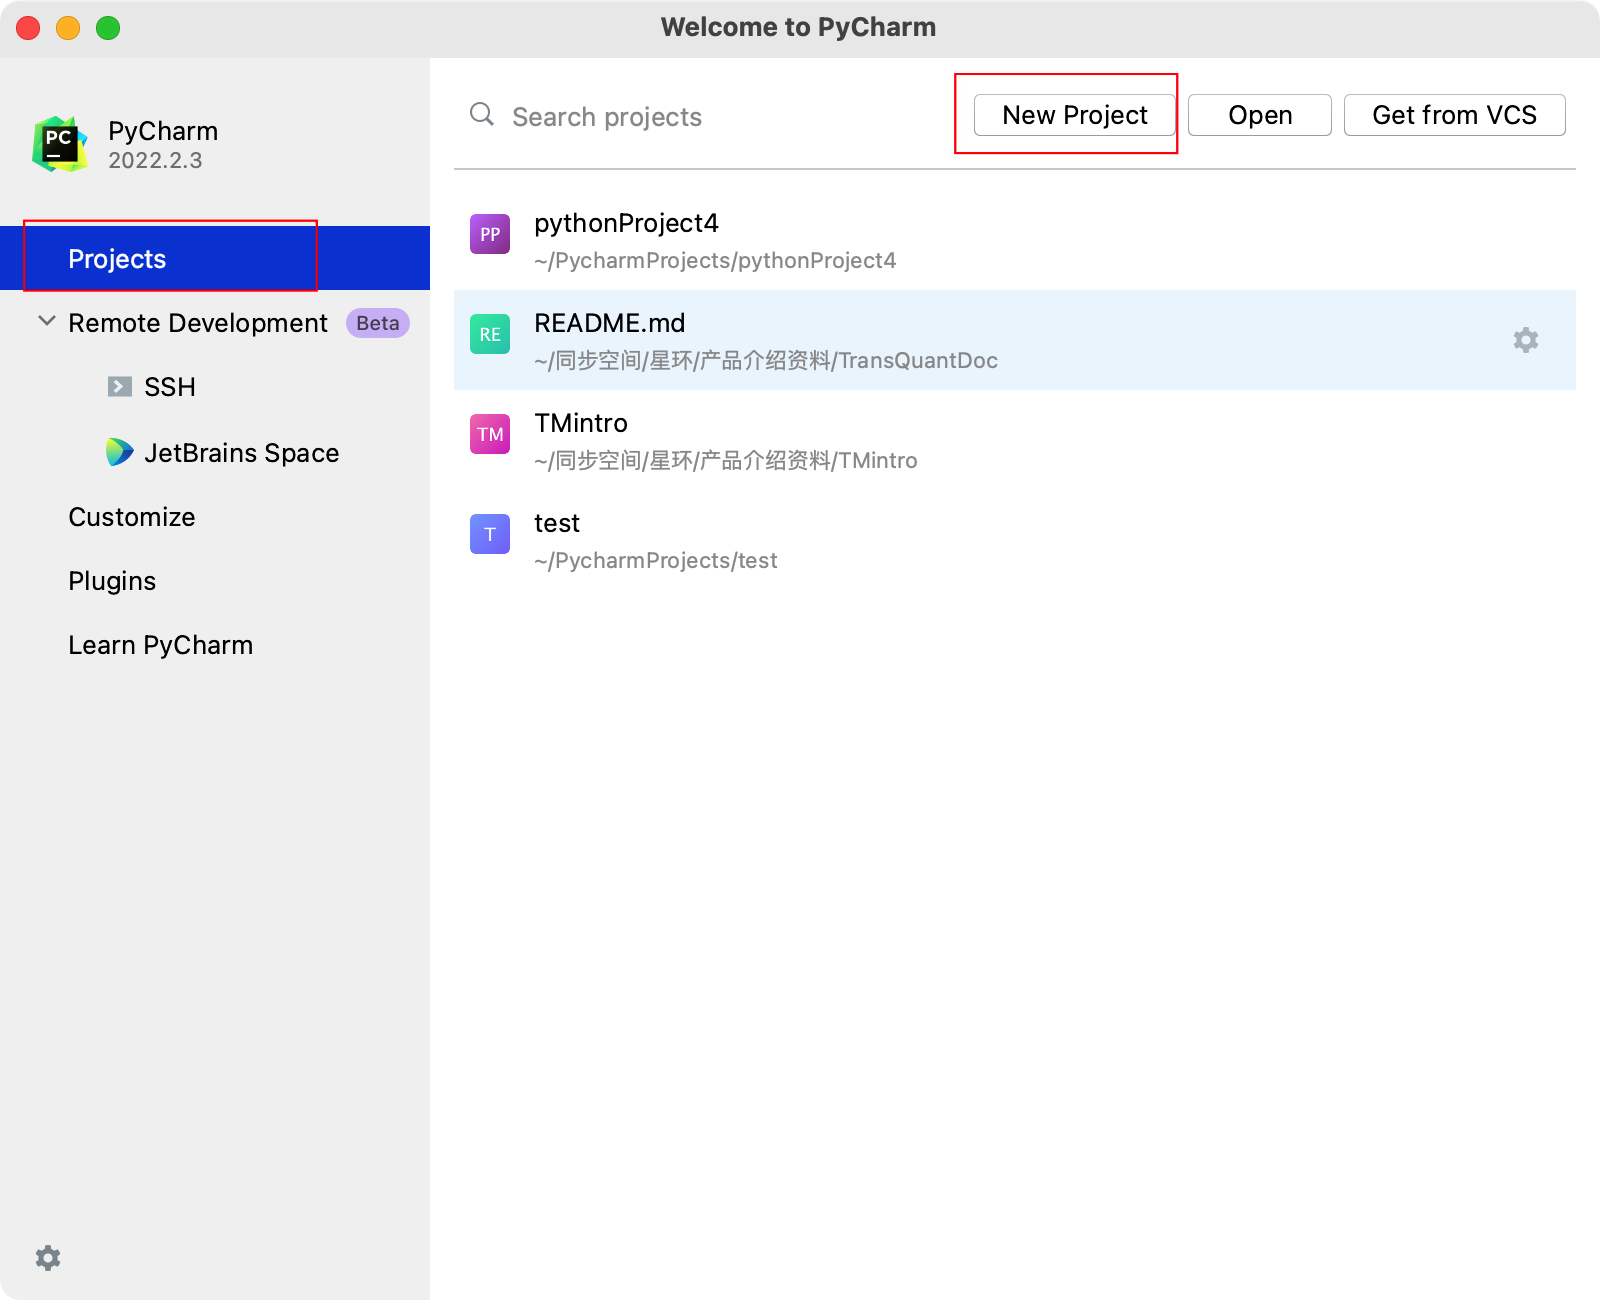 Welcome to PyCharm
PC
PyCharm
2022.2.3
Projects
Remote Development Beta
SSH
JetBrains Space
Customize
Plugins
Learn PyCharm
Search projects
New Project
Open
Get from VCS
PP
pythonProject4
~/PycharmProjects/pythonProject4
RE
README.md
~/同步空间/星环/产品介绍资料/TransQuantDoc
TM
TMintro
~/同步空间/星环/产品介绍资料/TMintro
T
test
~/PycharmProjects/test